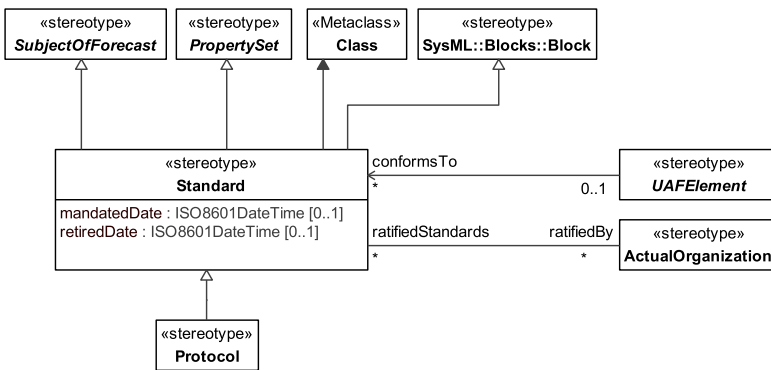 «stereotype»
SubjectOfForecast
«stereotype»
PropertySet
«Metaclass»
Class
«stereotype»
SysML::Blocks::Block
«stereotype»
Standard
mandatedDate : ISO8601DateTime [0..1]
retiredDate : ISO8601DateTime [0..1]
conformsTo
*
0..1
«stereotype»
UAFElement
ratifiedStandards
*
ratifiedBy
*
«stereotype»
ActualOrganization
«stereotype»
Protocol